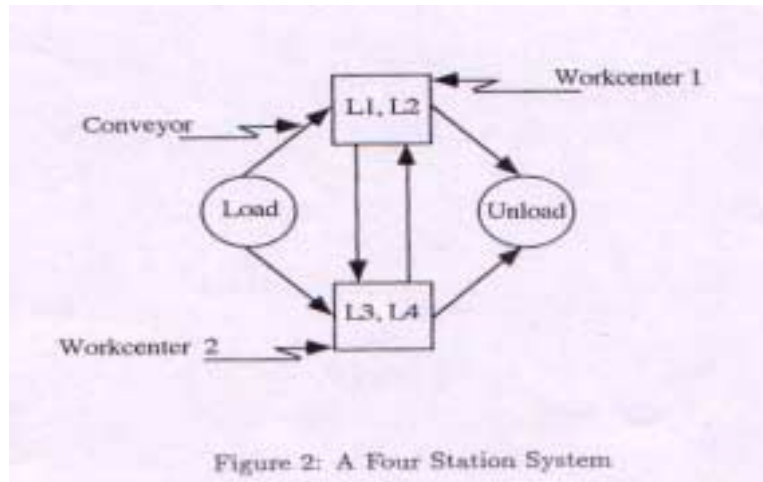 Workcenter 1
L1, L2
Conveyor
Load
Unload
L3, L4
Workcenter 2
Figure 2: A Four Station System